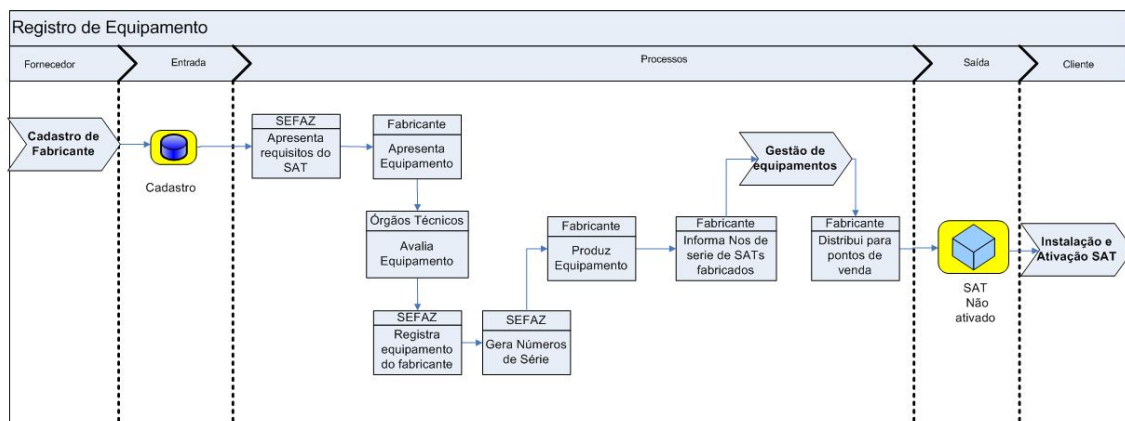 Registro de Equipamento
Fornecedor
Entrada
Processos
Saída
Cliente
Cadastro de
Fabricante
Cadastro
SEFAZ
Apresenta
requisitos do
SAT
Fabricante
Apresenta
Equipamento
Órgãos Técnicos
Avalia
Equipamento
SEFAZ
Registra
equipamento
do fabricante
SEFAZ
Gera Números
de Série
Fabricante
Produz
Equipamento
Fabricante
Informa Nos de
serie de SATs
fabricados
Gestão de
equipamentos
Fabricante
Distribui para
pontos de
venda
SAT
Não
ativado
Instalação e
Ativação SAT